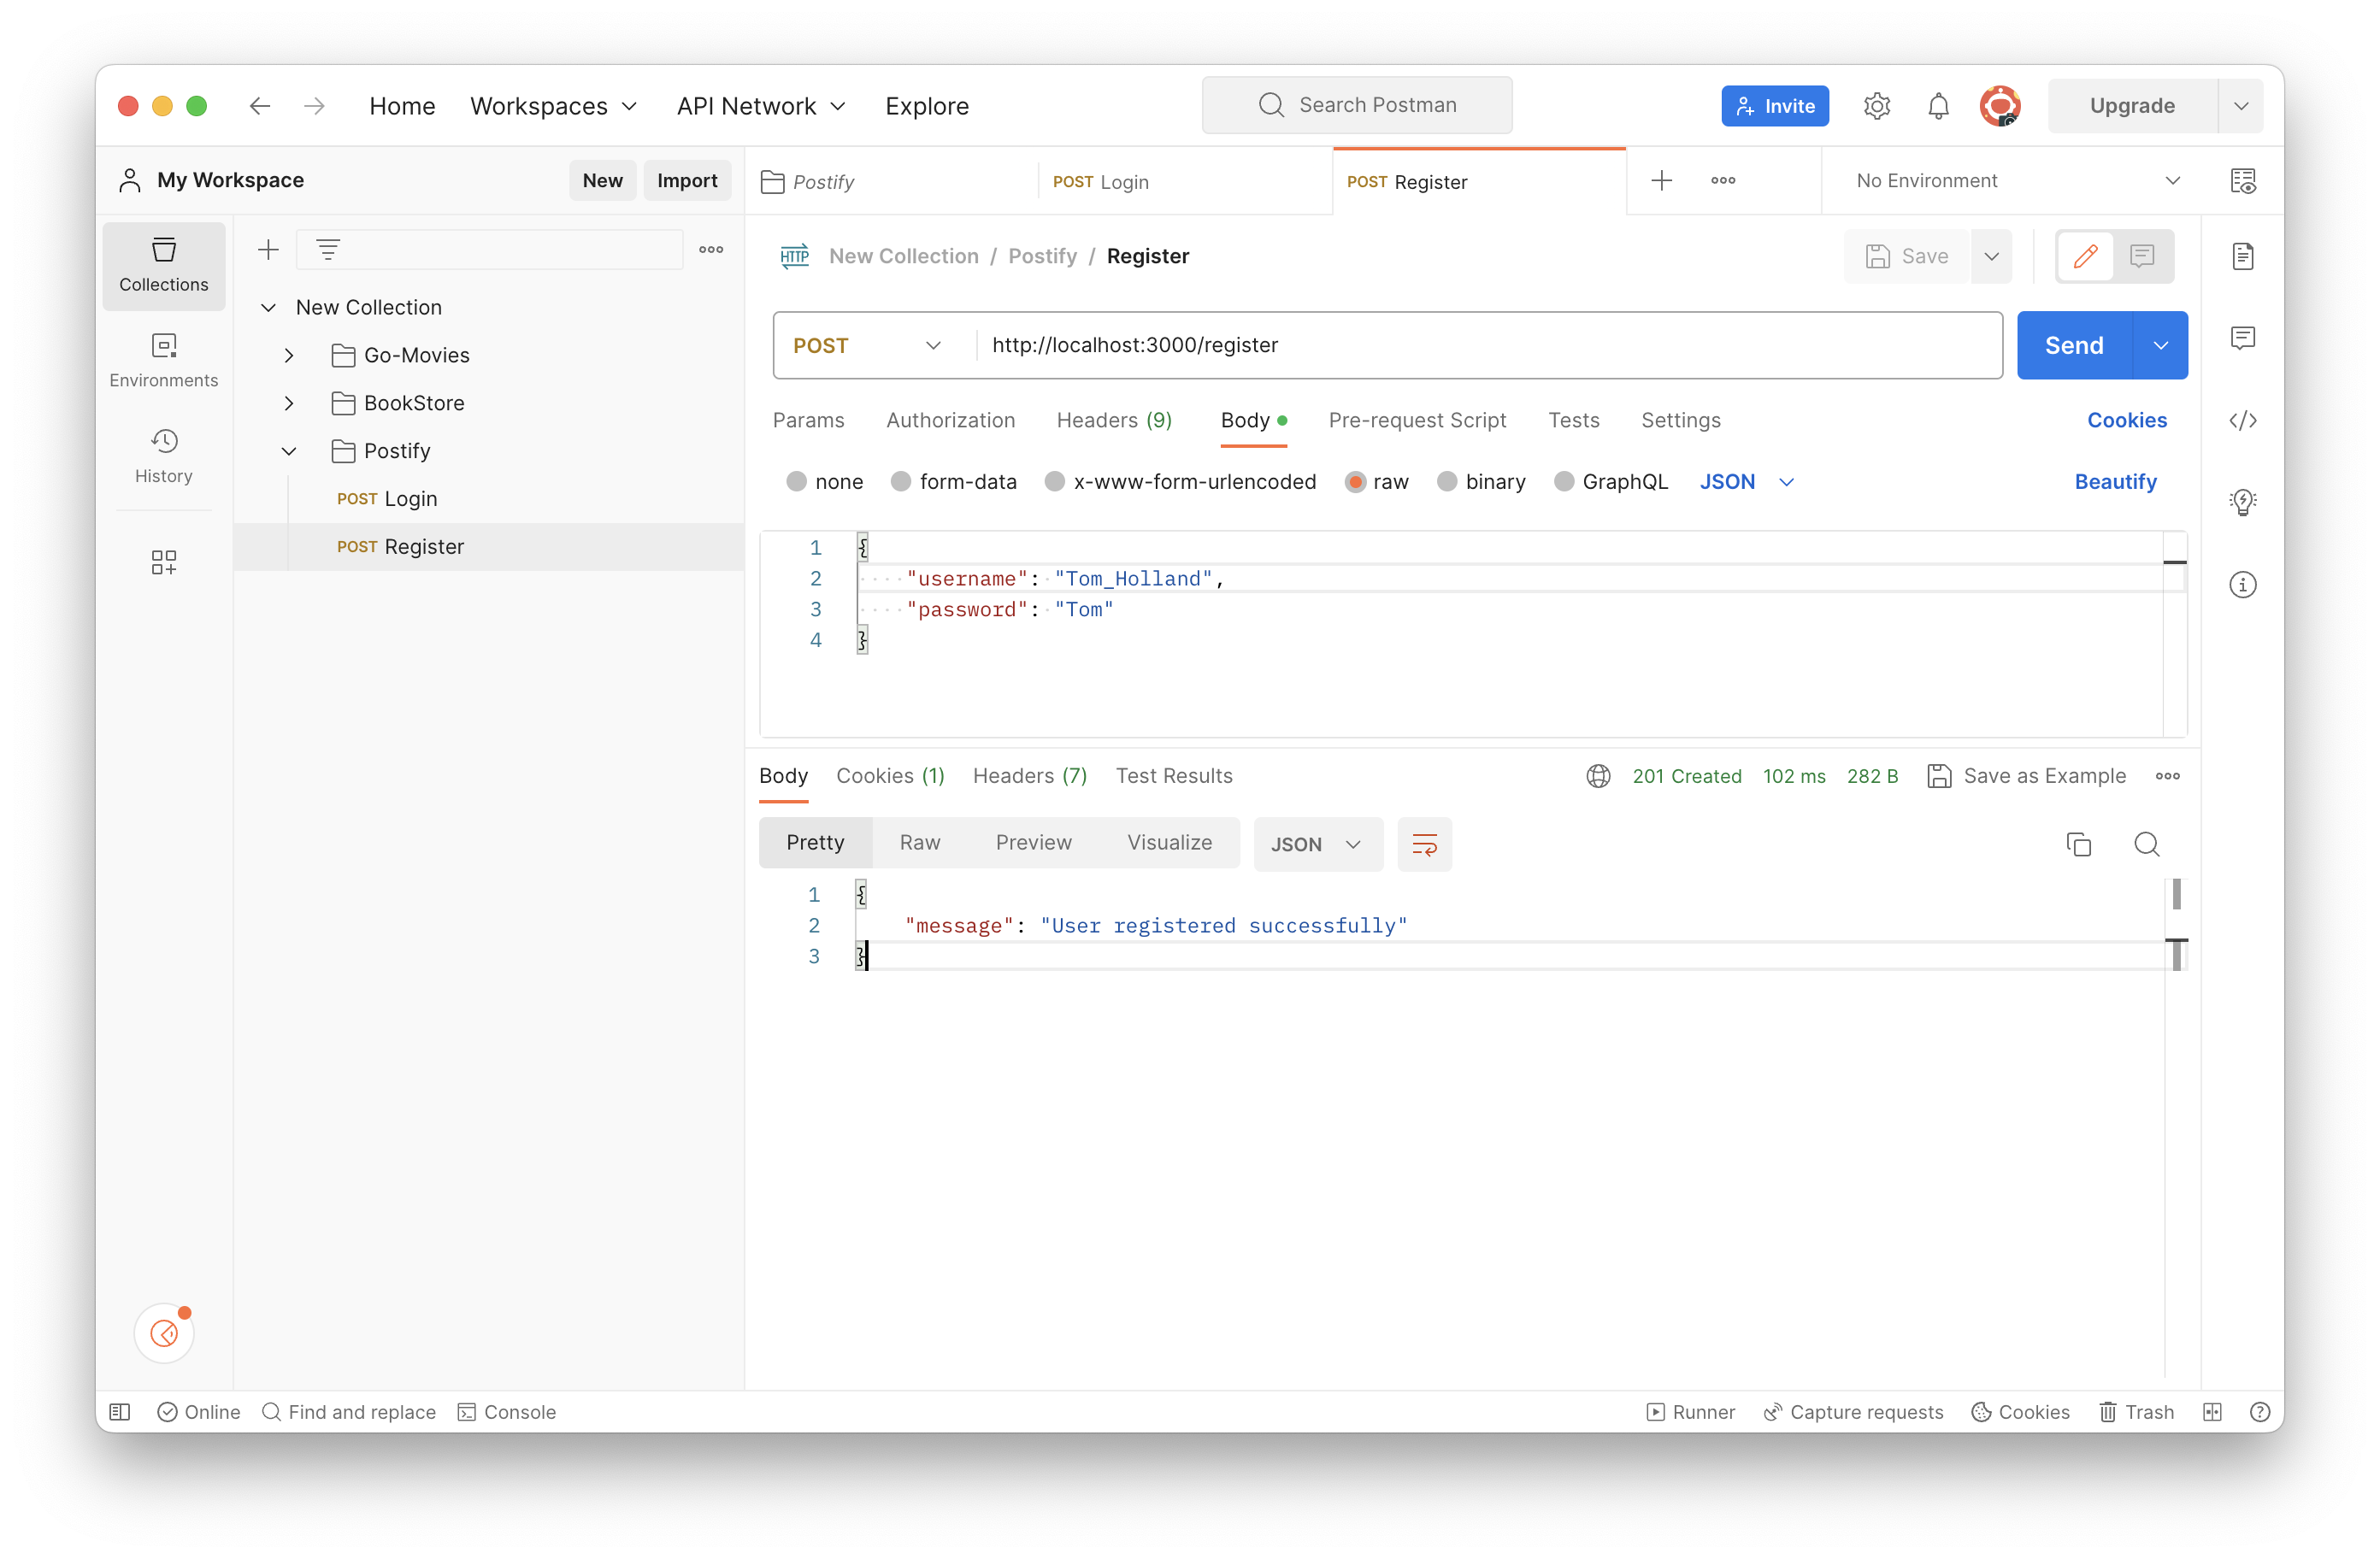 Home Workspaces API Network Explore Search Postman Invite Upgrade
My Workspace New Import Postify POST Login POST Register No Environment
Collections
Environments
History
New Collection
Go-Movies
BookStore
Postify
POST Login
POST Register
HTTP New Collection / Postify / Register Save
POST http://localhost:3000/register Send
Params Authorization Headers (9) Body Pre-request Script Tests Settings Cookies
none form-data x-www-form-urlencoded raw binary GraphQL JSON Beautify
1 {
2 "username": "Tom_Holland",
3 "password": "Tom"
4 }
Body Cookies (1) Headers (7) Test Results 201 Created 102 ms 282 B Save as Example
Pretty Raw Preview Visualize JSON
1 {
2 "message": "User registered successfully"
3 }
Online Find and replace Console Runner Capture requests Cookies Trash